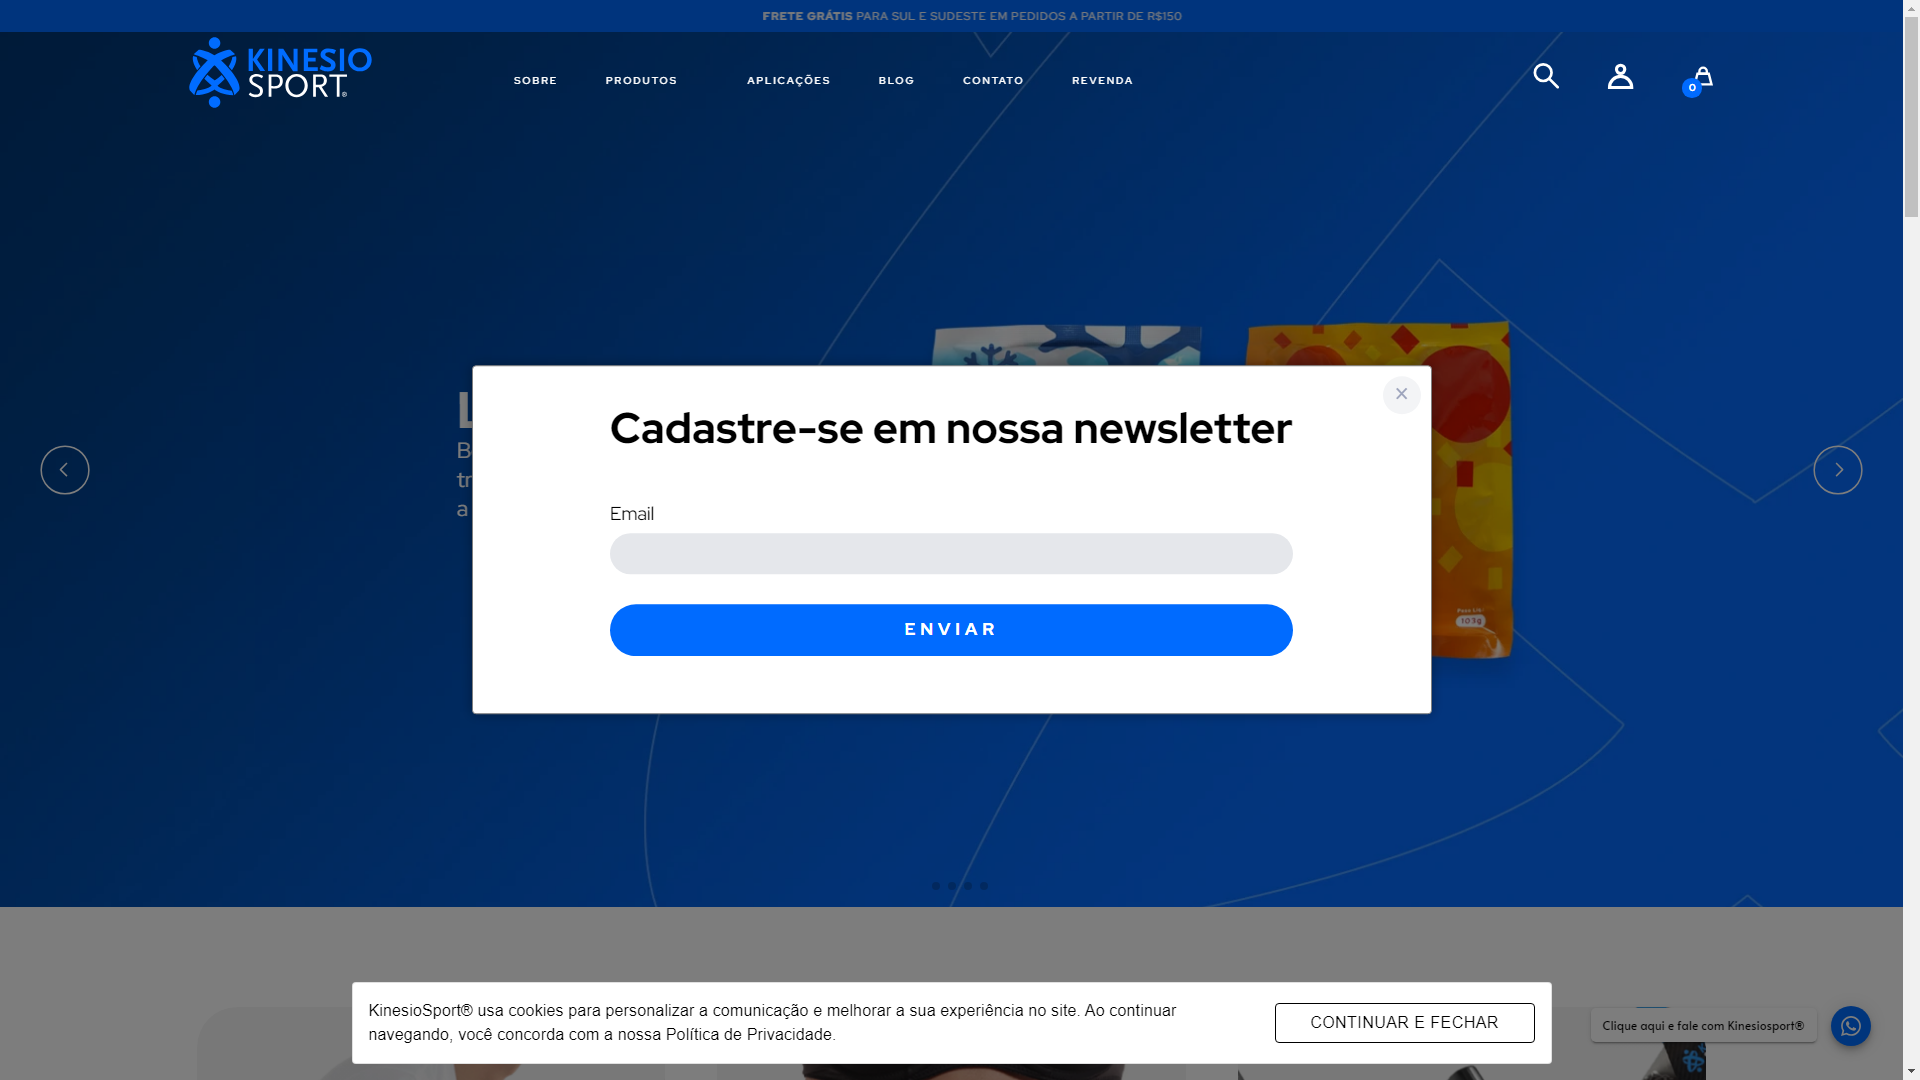 FRETE GRÁTIS PARA SUL E SUDESTE EM PEDIDOS A PARTIR DE R$150
KINESIO
SPORT®
SOBRE PRODUTOS APLICAÇÕES BLOG CONTATO REVENDA
0
Cadastre-se em nossa newsletter
Email
ENVIAR
103g
KinesioSport® usa cookies para personalizar a comunicação e melhorar a sua experiência no site. Ao continuar
navegando, você concorda com a nossa Política de Privacidade.
CONTINUAR E FECHAR
Clique aqui e fale com Kinesiosport®